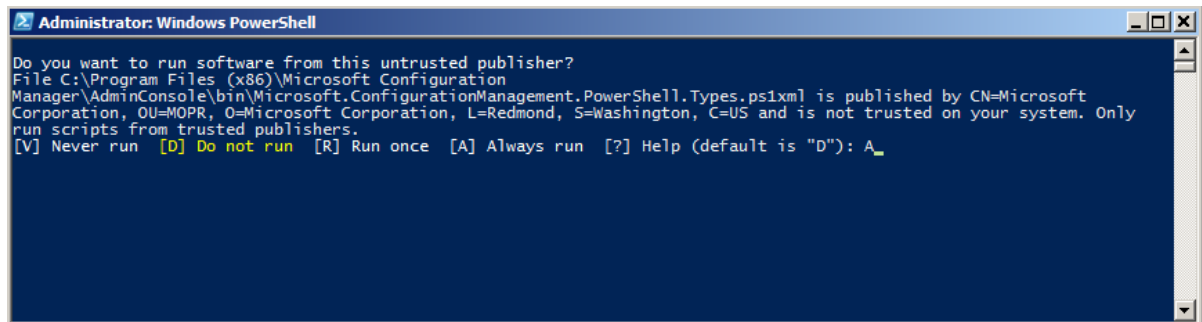 Administrator: Windows PowerShell
Do you want to run software from this untrusted publisher?
File C:\Program Files (x86)\Microsoft Configuration
Manager\AdminConsole\bin\Microsoft.ConfigurationManagement.PowerShell.Types.ps1xml is published by CN=Microsoft
Corporation, OU=MOPR, O=Microsoft Corporation, L=Redmond, S=Washington, C=US and is not trusted on your system. Only
run scripts from trusted publishers.
[V] Never run  [D] Do not run  [R] Run once  [A] Always run  [?] Help (default is "D"): A_